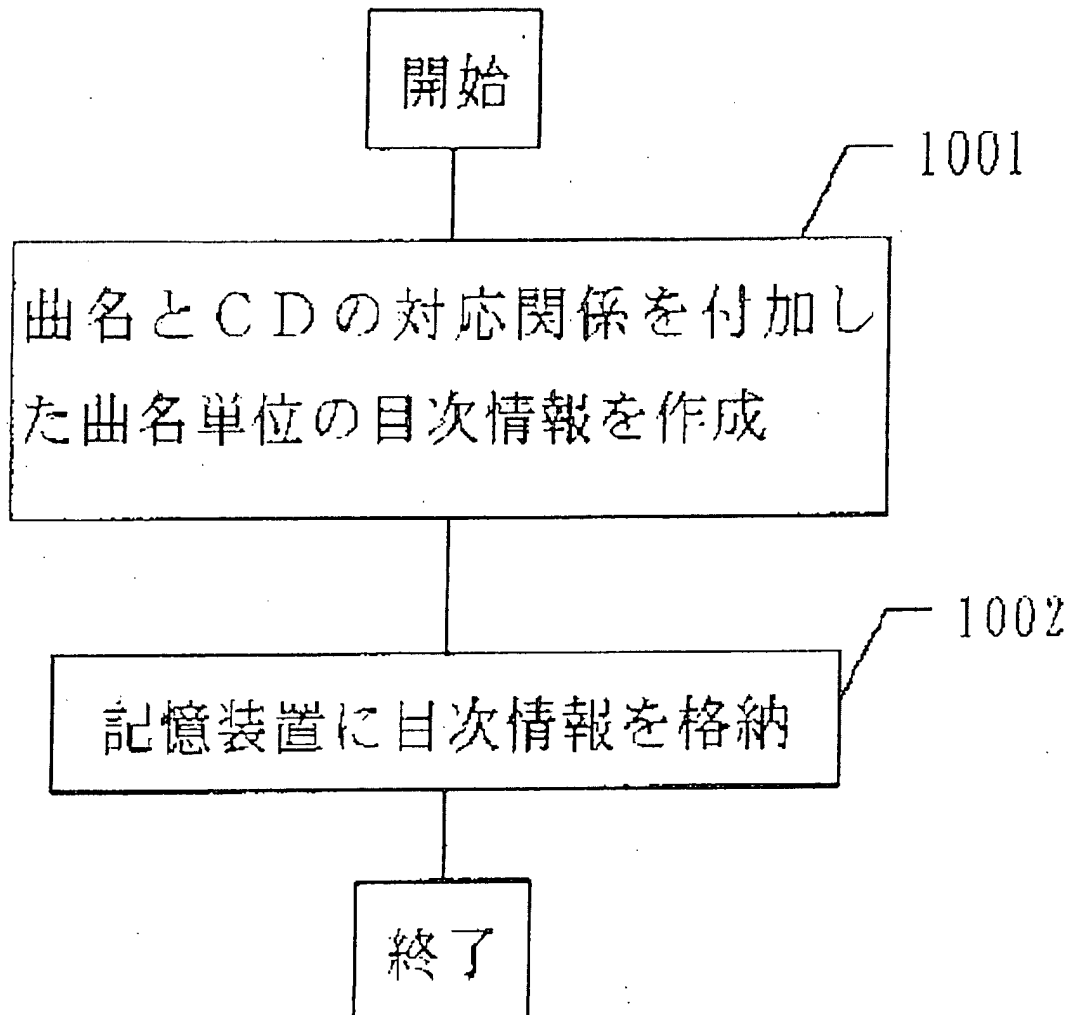 開始
1001
曲名とＣＤの対応関係を付加し
た曲名単位の目次情報を作成
1002
記憶装置に目次情報を格納
終了